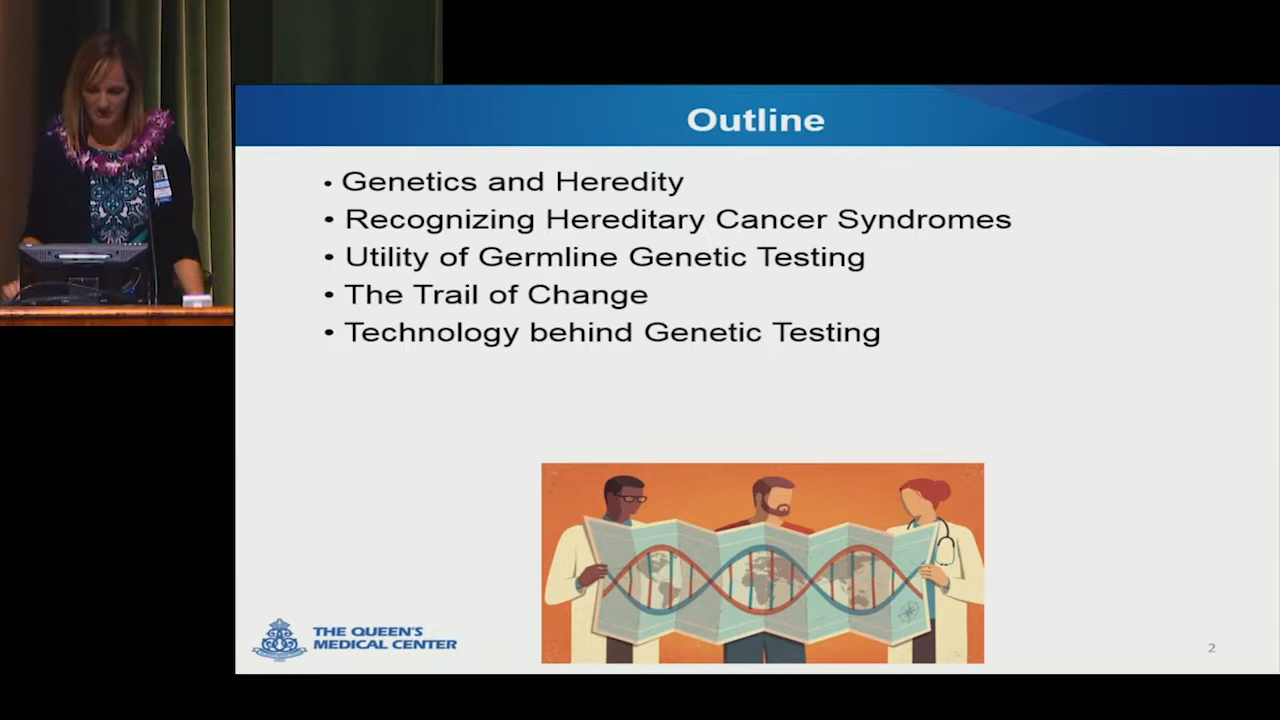 Outline
• Genetics and Heredity
• Recognizing Hereditary Cancer Syndromes
• Utility of Germline Genetic Testing
• The Trail of Change
• Technology behind Genetic Testing
THE QUEEN'S
MEDICAL CENTER
2